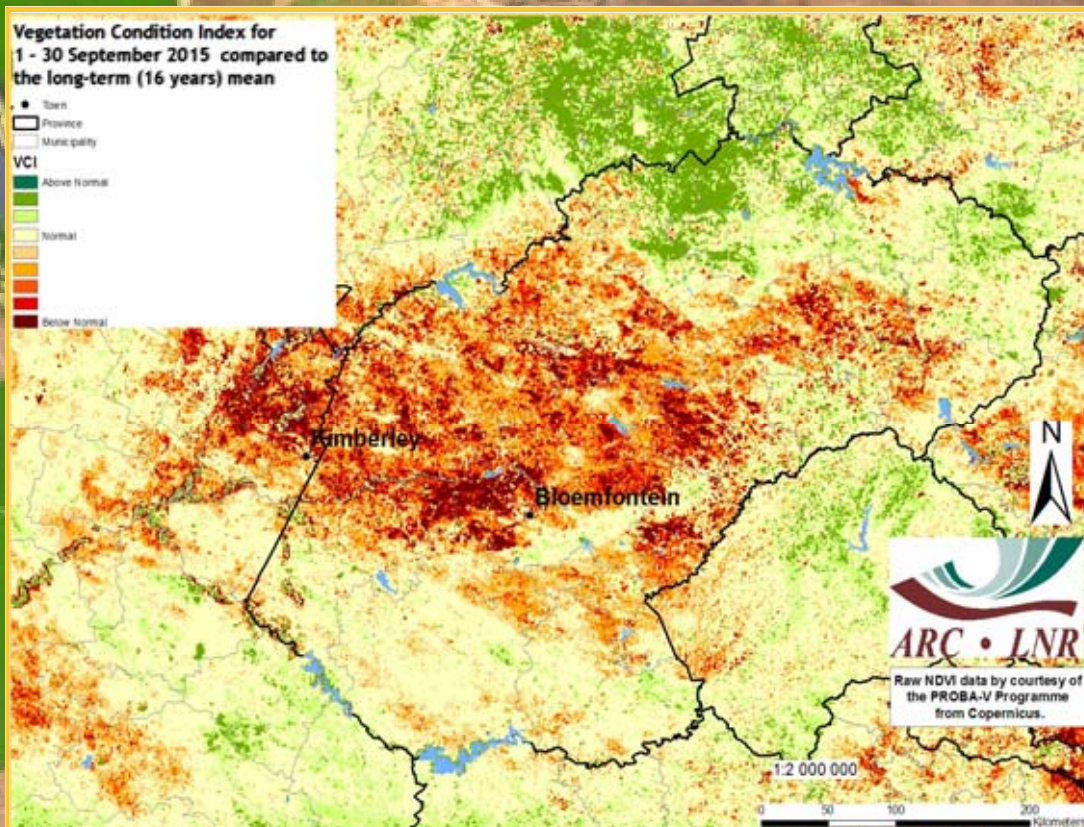 Vegetation Condition Index for
1 - 30 September 2015 compared to
the long-term (16 years) mean
Town
Province
Municipality
VCI
Above Normal
Normal
Below Normal
Kimberley
Bloemfontein
N
ARC • LNR
Raw NDVI data by courtesy of
the PROBA-V Programme
from Copernicus.
1:2 000 000
0 50 100 200
Kilometers